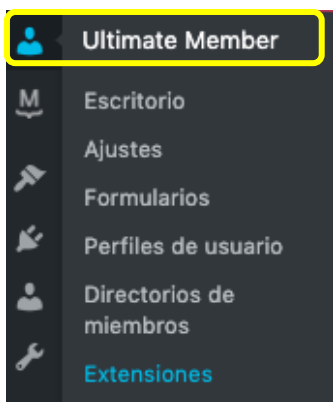 Ultimate Member
Escritorio
Ajustes
Formularios
Perfiles de usuario
Directorios de
miembros
Extensiones